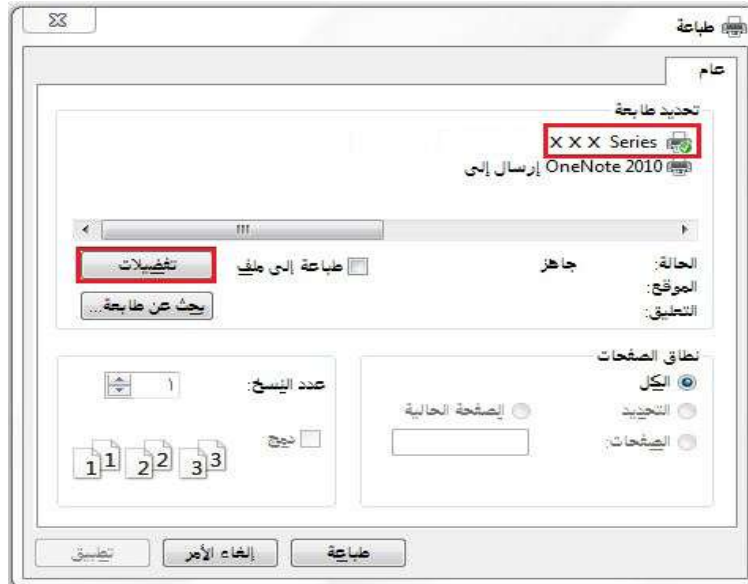 طباعة
عام
تحديد طابعة
X X X Series
OneNote 2010 إرسال إلى
الحالة: جاهز طباعة إلى ملف تفضيلات
الموقع:
التعليق: بحث عن طابعة...
نطاق الصفحات
الكل
عدد النسخ: ١
التحديد الصفحة الحالية
الصفحات: دمج
1 1 2 2 3 3
طباعة إلغاء الأمر تطبيق